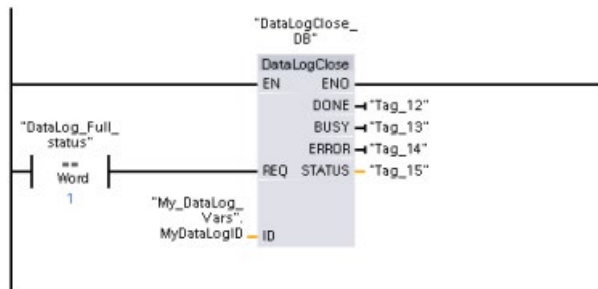 "DataLogClose_
DB"
DataLogClose
EN ENO
DONE "Tag_12"
BUSY "Tag_13"
"DataLog_Full_
status"
ERROR "Tag_14"
==
Word
1
REQ STATUS "Tag_15"
"My_DataLog_
Vars".
MyDataLogID ID